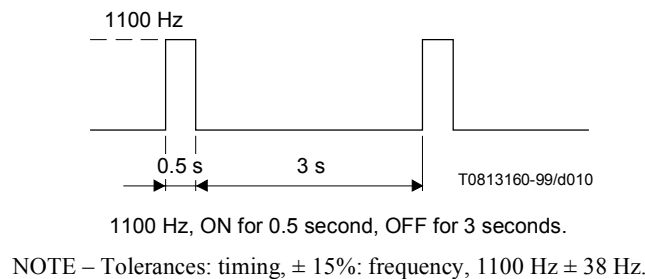 1100 Hz
0.5 s
3 s
T0813160-99/d010
1100 Hz, ON for 0.5 second, OFF for 3 seconds.
NOTE – Tolerances: timing, ± 15%: frequency, 1100 Hz ± 38 Hz.